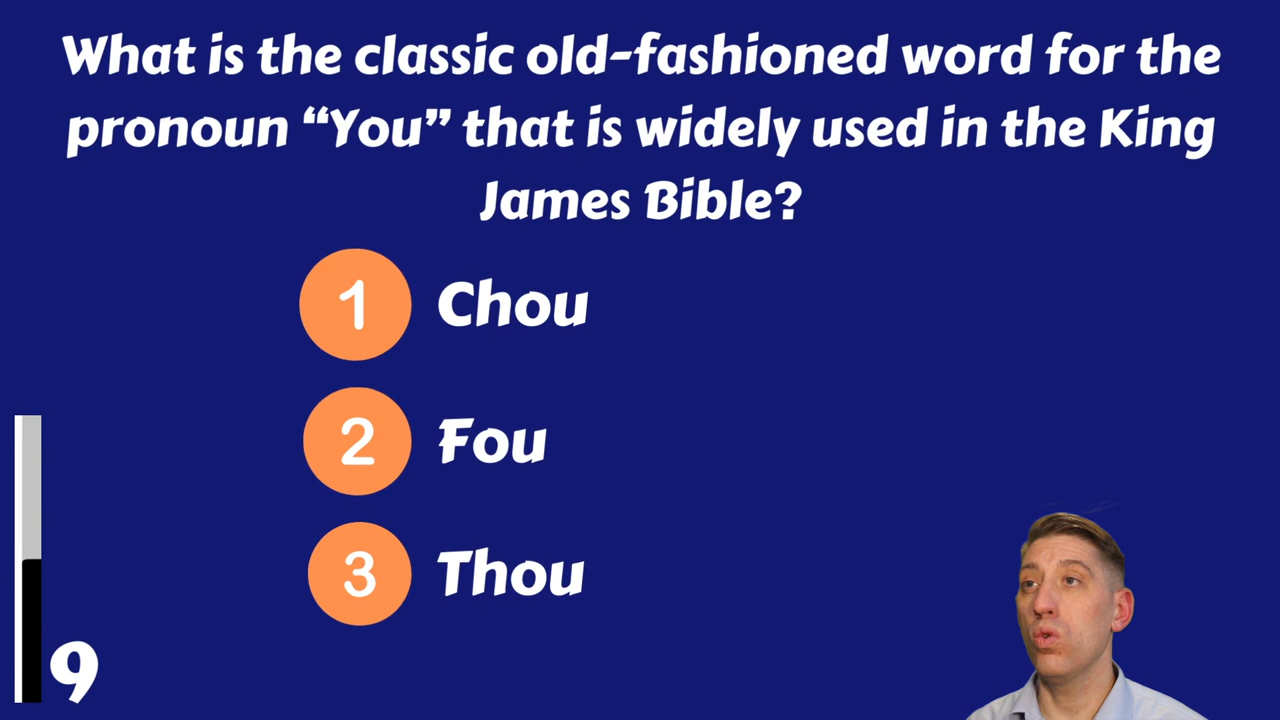 What is the classic old-fashioned word for the
pronoun “You” that is widely used in the King
James Bible?
1 Chou
2 Fou
3 Thou
9